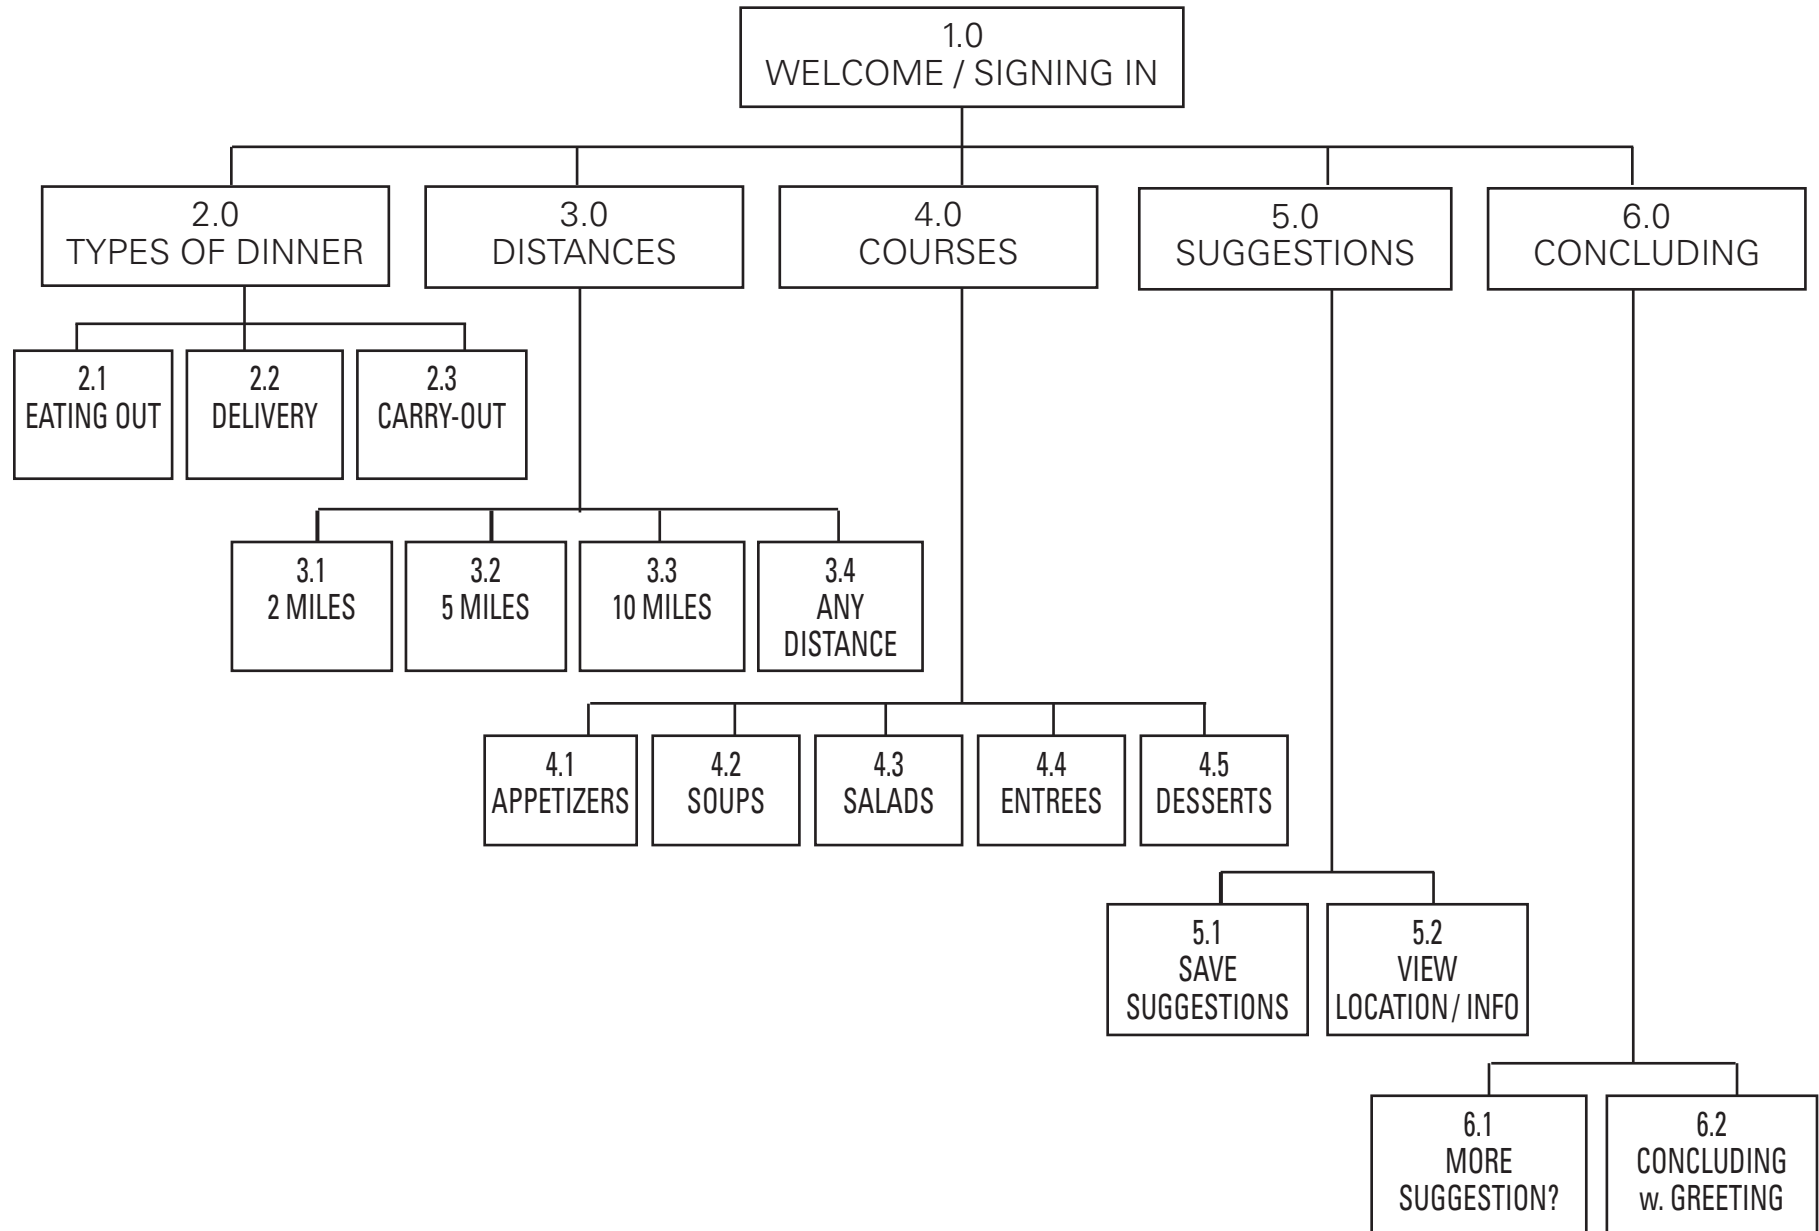 1.0
WELCOME / SIGNING IN
2.0
TYPES OF DINNER
3.0
DISTANCES
4.0
COURSES
5.0
SUGGESTIONS
6.0
CONCLUDING
2.1
EATING OUT
2.2
DELIVERY
2.3
CARRY-OUT
3.1
2 MILES
3.2
5 MILES
3.3
10 MILES
3.4
ANY
DISTANCE
4.1
APPETIZERS
4.2
SOUPS
4.3
SALADS
4.4
ENTREES
4.5
DESSERTS
5.1
SAVE
SUGGESTIONS
5.2
VIEW
LOCATION / INFO
6.1
MORE
SUGGESTION?
6.2
CONCLUDING
w. GREETING